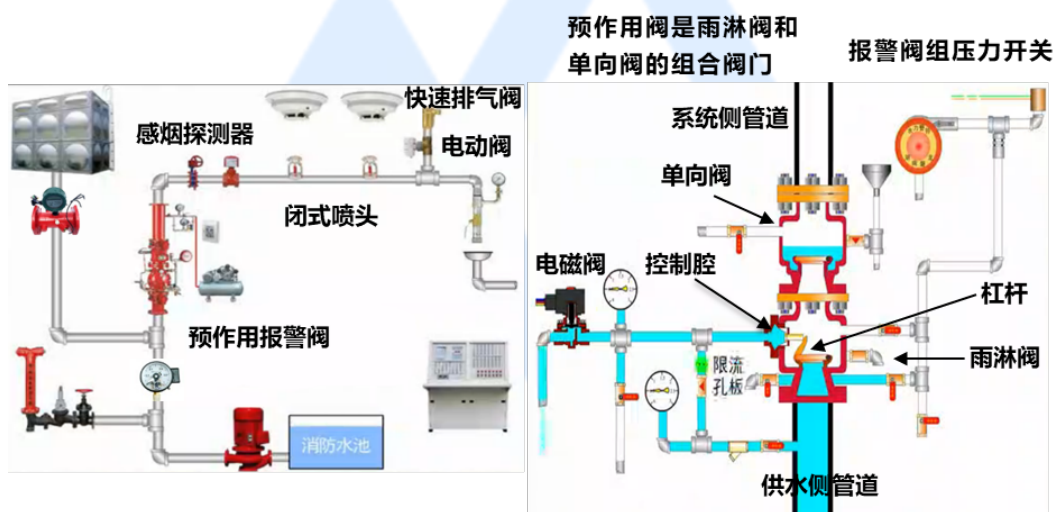 预作用阀是雨淋阀和
单向阀的组合阀门
报警阀组压力开关
快速排气阀
感烟探测器
电动阀
闭式喷头
预作用报警阀
消防水池
系统侧管道
单向阀
电磁阀
控制腔
杠杆
雨淋阀
限流
孔板
供水侧管道